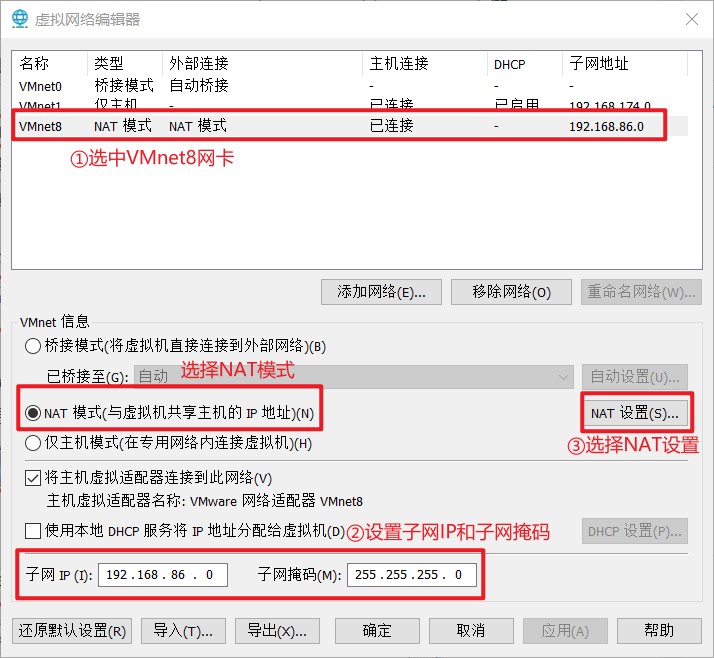 虚拟网络编辑器
名称 类型 外部连接 主机连接 DHCP 子网地址
VMnet0 桥接模式 自动桥接 - - -
VMnet1 仅主机... - 已连接 已启用 192.168.174.0
VMnet8 NAT 模式 NAT 模式 已连接 - 192.168.86.0
①选中VMnet8网卡
添加网络(E)... 移除网络(O) 重命名网络(W)...
VMnet 信息
桥接模式(将虚拟机直接连接到外部网络)(B)
已桥接至(G): 自动 选择NAT模式 自动设置(U)...
NAT 模式(与虚拟机共享主机的 IP 地址)(N) NAT 设置(S)...
仅主机模式(在专用网络内连接虚拟机)(H) ③选择NAT设置
将主机虚拟适配器连接到此网络(V)
主机虚拟适配器名称: VMware 网络适配器 VMnet8
使用本地 DHCP 服务将 IP 地址分配给虚拟机(D) ②设置子网IP和子网掩码 DHCP 设置(P)...
子网 IP (I): 192.168.86.0 子网掩码(M): 255.255.255.0
还原默认设置(R) 导入(T)... 导出(X)... 确定 取消 应用(A) 帮助